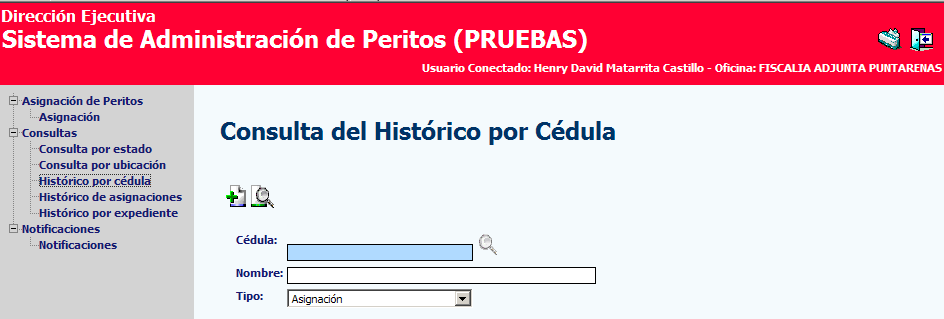 Dirección Ejecutiva
Sistema de Administración de Peritos (PRUEBAS)
Usuario Conectado: Henry David Matarrita Castillo - Oficina: FISCALIA ADJUNTA PUNTARENAS
Asignación de Peritos
Asignación
Consultas
Consulta por estado
Consulta por ubicación
Histórico por cédula
Histórico de asignaciones
Histórico por expediente
Notificaciones
Notificaciones
Consulta del Histórico por Cédula
Cédula:
Nombre:
Tipo: Asignación